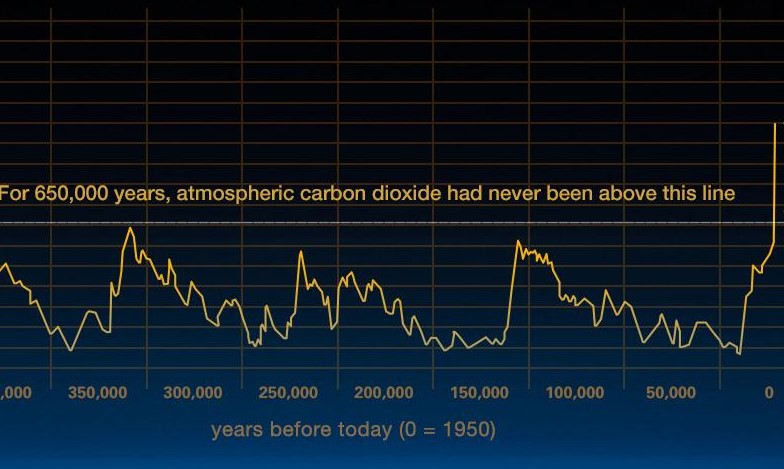 For 650,000 years, atmospheric carbon dioxide had never been above this line
,000 350,000 300,000 250,000 200,000 150,000 100,000 50,000 0
years before today (0 = 1950)